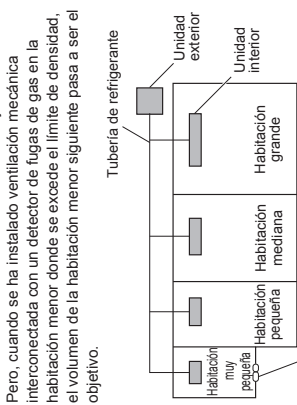 Pero, cuando se ha instalado ventilación mecánica
interconectada con un detector de fugas de gas en la
habitación menor donde se excede el límite de densidad,
el volumen de la habitación menor siguiente pasa a ser el
objetivo.
Tubería de refrigerante
Unidad
exterior
Unidad
interior
Habitación
muy
pequeña
Habitación
pequeña
Habitación
mediana
Habitación
grande